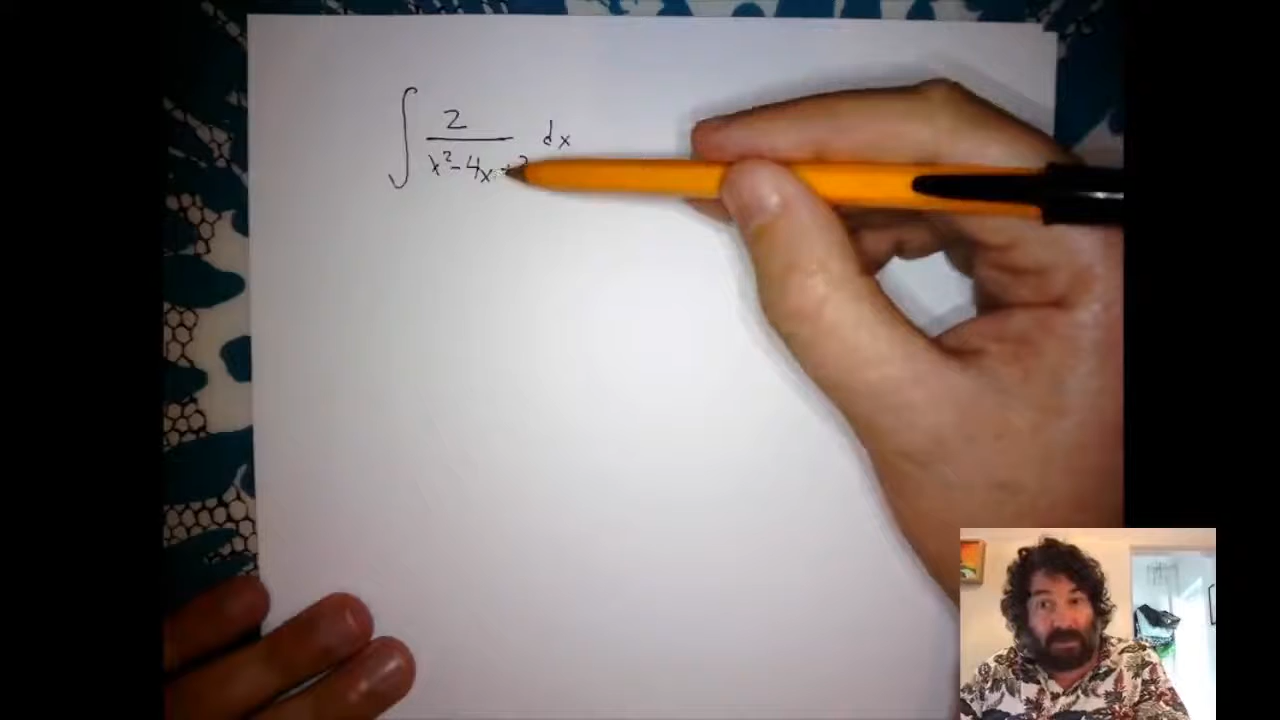 ∫ 2 / (x² - 4x + ) dx